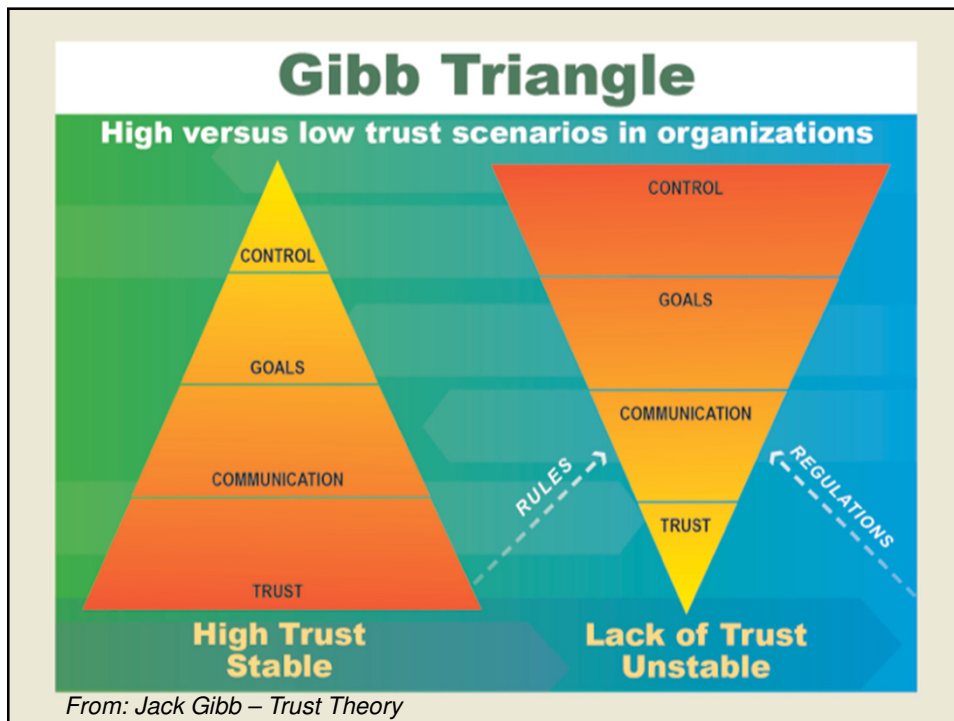 Gibb Triangle
High versus low trust scenarios in organizations
CONTROL
GOALS
COMMUNICATION
TRUST
High Trust
Stable
CONTROL
GOALS
COMMUNICATION
TRUST
RULES
REGULATIONS
Lack of Trust
Unstable
From: Jack Gibb – Trust Theory